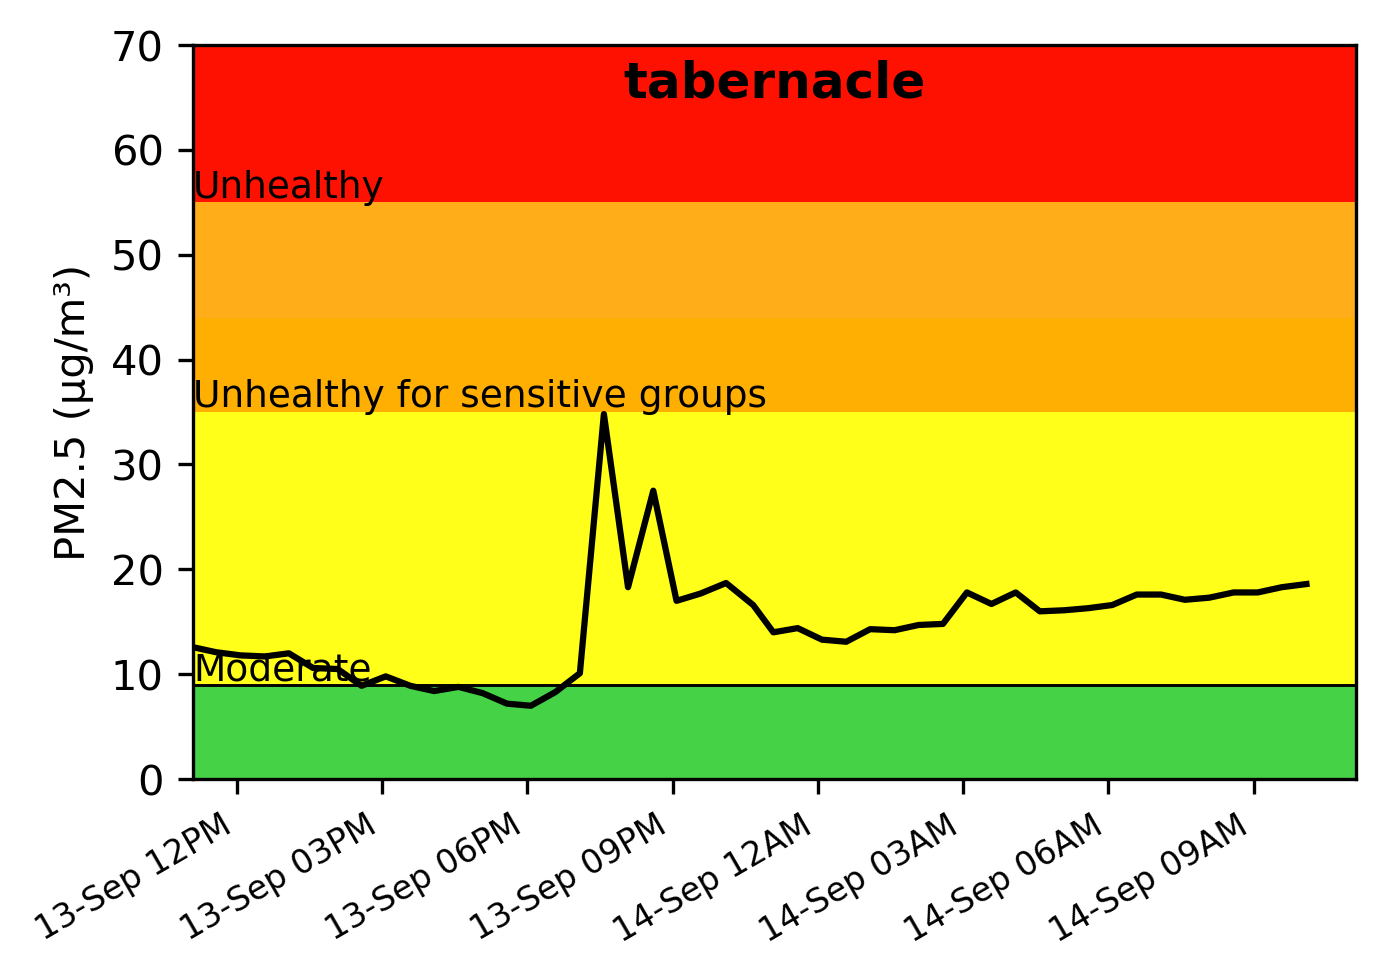 tabernacle
70
60
50
40
30
20
10
0
PM2.5 (µg/m³)
Unhealthy
Unhealthy for sensitive groups
Moderate
13-Sep 12PM
13-Sep 03PM
13-Sep 06PM
13-Sep 09PM
14-Sep 12AM
14-Sep 03AM
14-Sep 06AM
14-Sep 09AM